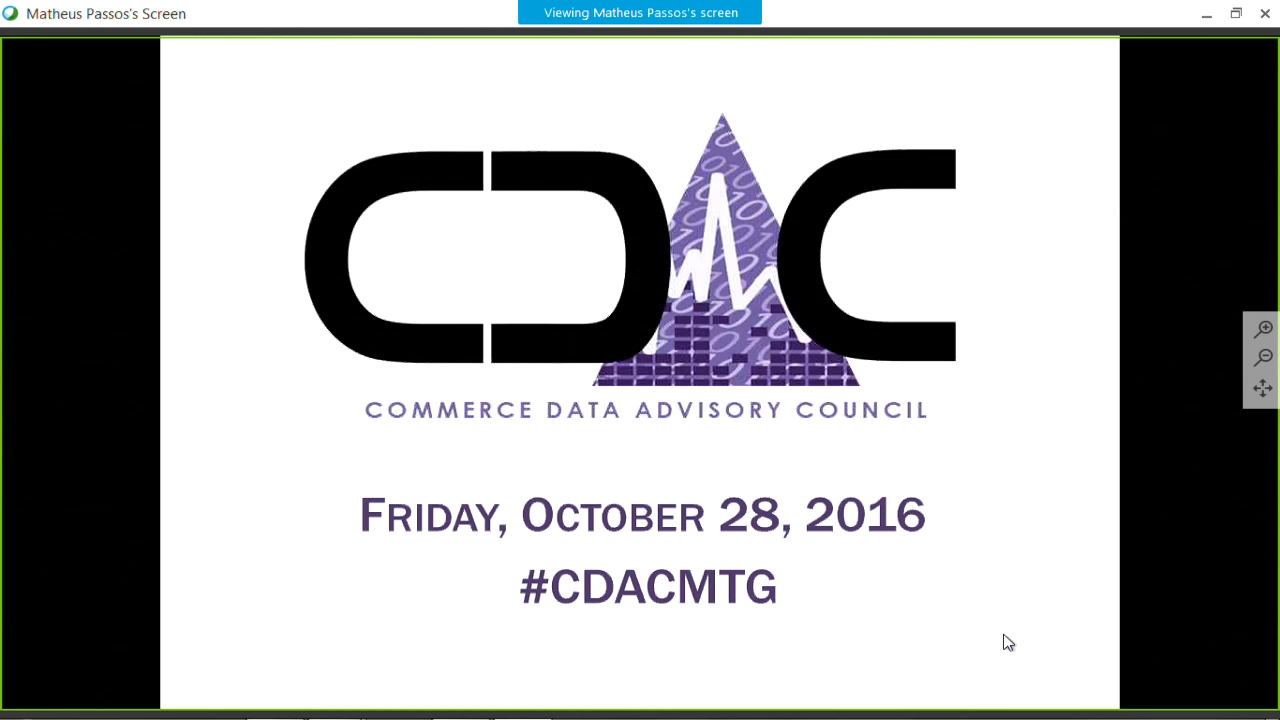 Matheus Passos's Screen
Viewing Matheus Passos's screen
CDAC
COMMERCE DATA ADVISORY COUNCIL
FRIDAY, OCTOBER 28, 2016
#CDACMTG